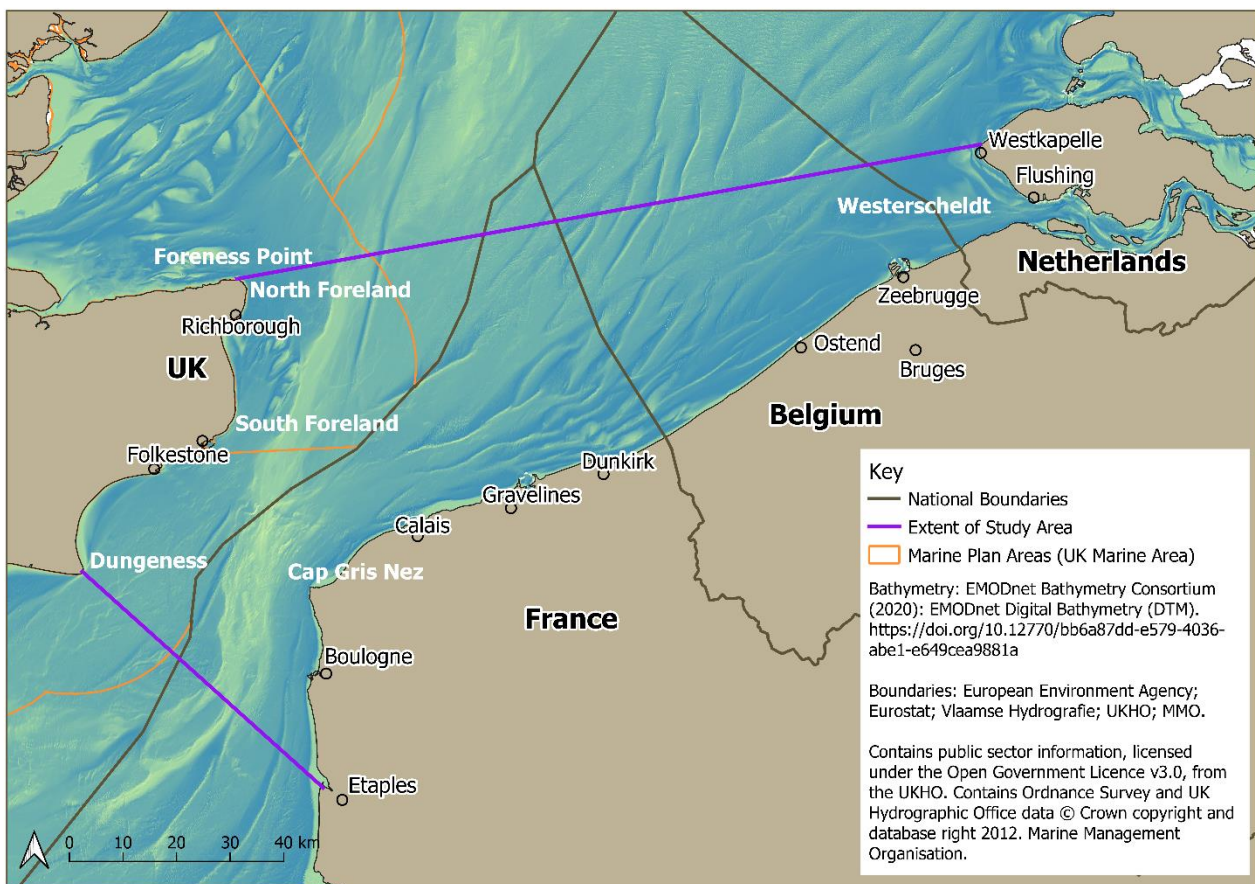 Westkapelle
Flushing
Westerscheldt
Foreness Point
Netherlands
North Foreland
Zeebrugge
Richborough
Ostend
UK
Bruges
Belgium
South Foreland
Folkestone
Dunkirk
Gravelines
Calais
Dungeness
Cap Gris Nez
France
Boulogne
Etaples
0 10 20 30 40 km
Key
National Boundaries
Extent of Study Area
Marine Plan Areas (UK Marine Area)
Bathymetry: EMODnet Bathymetry Consortium
(2020): EMODnet Digital Bathymetry (DTM).
https://doi.org/10.12770/bb6a87dd-e579-4036-
abe1-e649cea9881a
Boundaries: European Environment Agency;
Eurostat; Vlaamse Hydrografie; UKHO; MMO.
Contains public sector information, licensed
under the Open Government Licence v3.0, from
the UKHO. Contains Ordnance Survey and UK
Hydrographic Office data © Crown copyright and
database right 2012. Marine Management
Organisation.